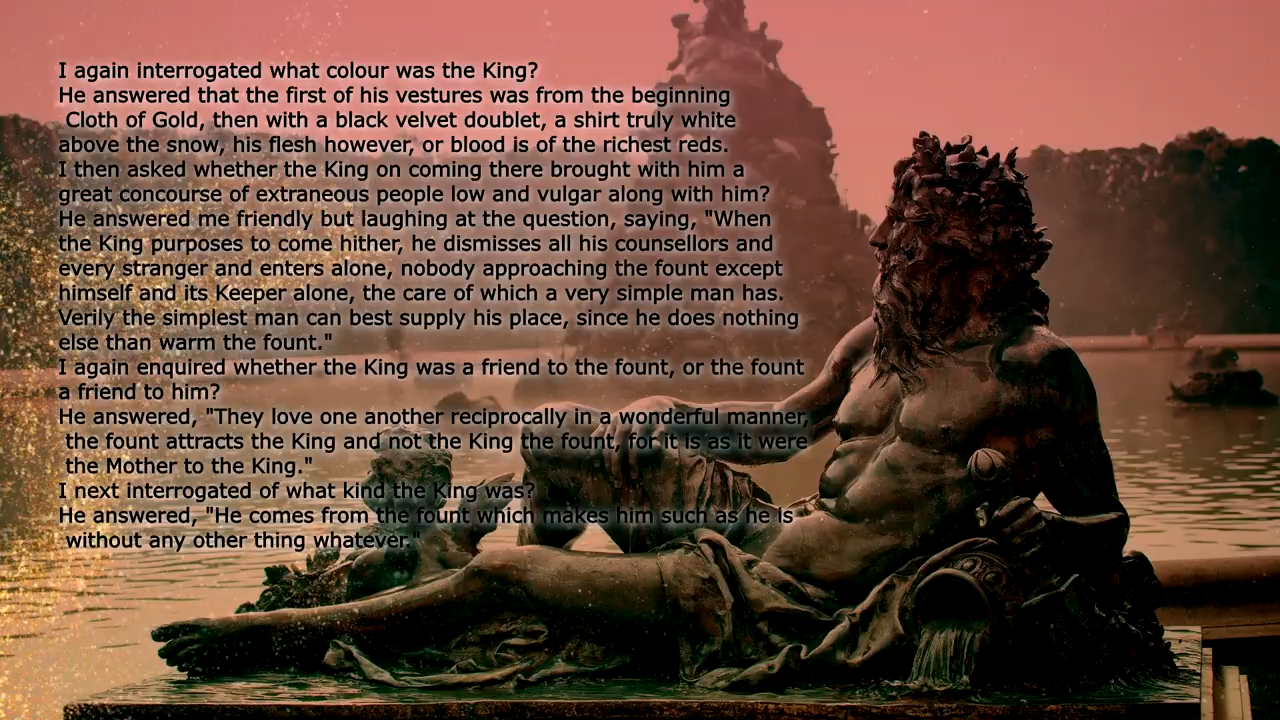 I again interrogated what colour was the King?
He answered that the first of his vestures was from the beginning
Cloth of Gold, then with a black velvet doublet, a shirt truly white
above the snow, his flesh however, or blood is of the richest reds.
I then asked whether the King on coming there brought with him a
great concourse of extraneous people low and vulgar along with him?
He answered me friendly but laughing at the question, saying, "When
the King purposes to come hither, he dismisses all his counsellors and
every stranger and enters alone, nobody approaching the fount except
himself and its Keeper alone, the care of which a very simple man has.
Verily the simplest man can best supply his place, since he does nothing
else than warm the fount."
I again enquired whether the King was a friend to the fount, or the fount
a friend to him?
He answered, "They love one another reciprocally in a wonderful manner,
the fount attracts the King and not the King the fount, for it is as it were
the Mother to the King."
I next interrogated of what kind the King was?
He answered, "He comes from the fount which makes him such as he is
without any other thing whatever."